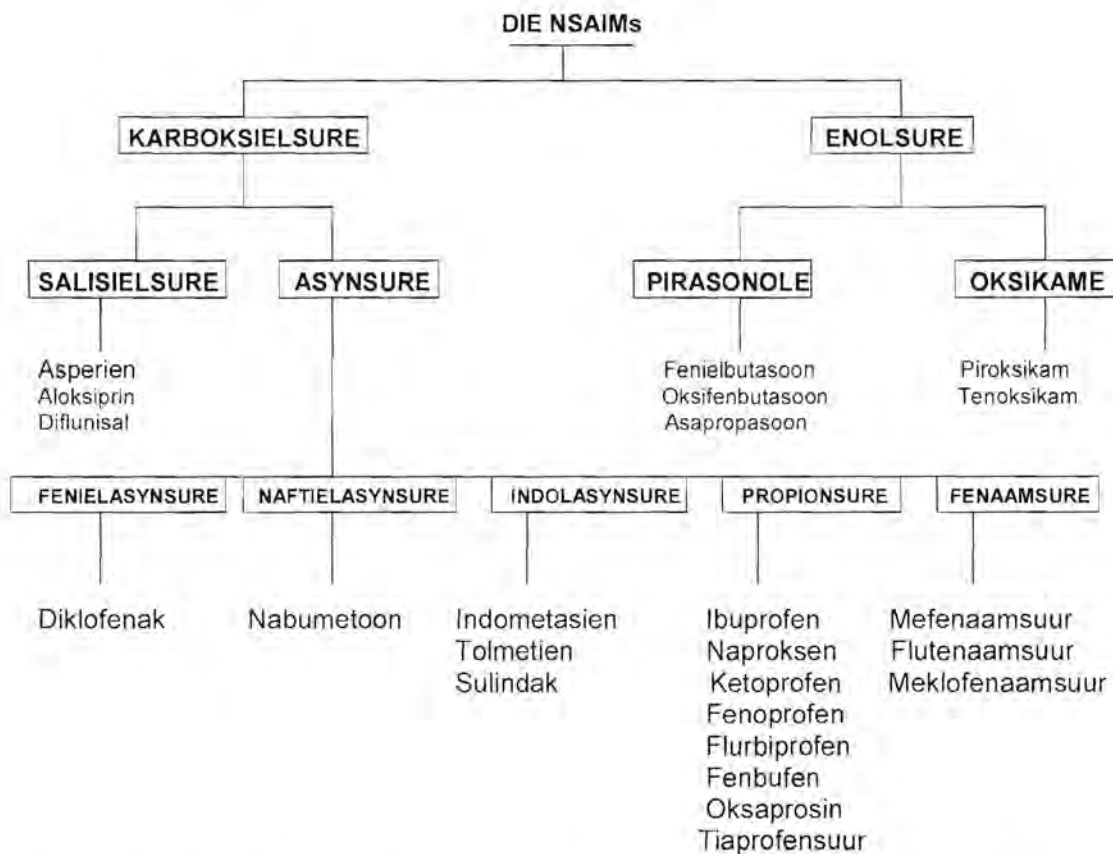 DIE NSAIMs
KARBOKSIELSURE
ENOLSURE
SALISIELSURE
ASYNSURE
PIRASONOLE
OKSIKAME
Asperien
Aloksiprin
Diflunisal
Fenielbutasoon
Oksifenbutasoon
Asapropasoon
Piroksikam
Tenoksikam
FENIELASYNSURE
NAFTIELASYNSURE
INDOLASYNSURE
PROPIONSURE
FENAAMSURE
Diklofenak
Nabumetoon
Indometasien
Tolmetien
Sulindak
Ibuprofen
Naproksen
Ketoprofen
Fenoprofen
Flurbiprofen
Fenbufen
Oksaprosin
Tiaprofensuur
Mefenaamsuur
Flutenaamsuur
Meklofenaamsuur